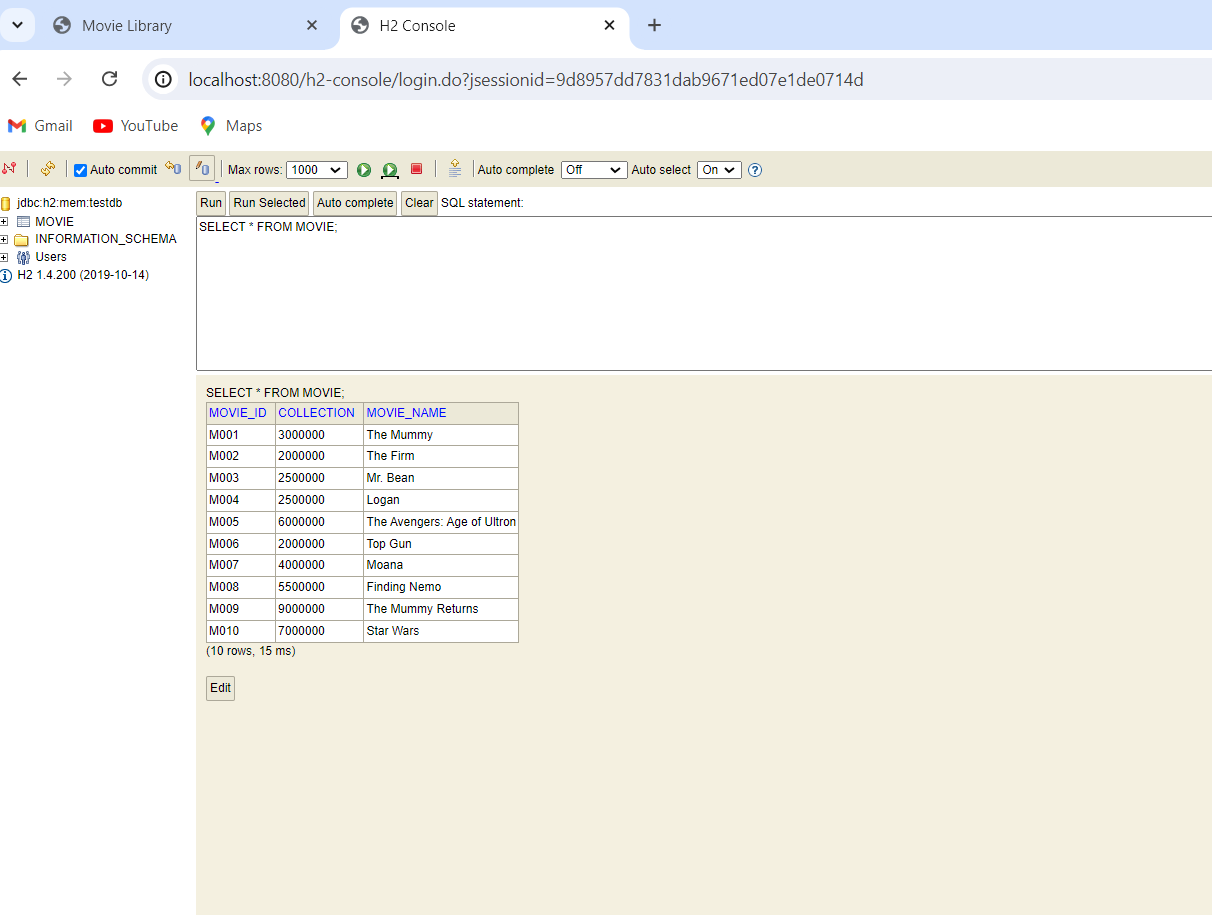 Movie Library
H2 Console
localhost:8080/h2-console/login.do?jsessionid=9d8957dd7831dab9671ed07e1de0714d
Gmail YouTube Maps
Auto commit Max rows: 1000 Auto complete Off Auto select On ?
jdbc:h2:mem:testdb
MOVIE
INFORMATION_SCHEMA
Users
H2 1.4.200 (2019-10-14)
Run Run Selected Auto complete Clear SQL statement:
SELECT * FROM MOVIE;
SELECT * FROM MOVIE;
MOVIE_ID COLLECTION MOVIE_NAME
M001 3000000 The Mummy
M002 2000000 The Firm
M003 2500000 Mr. Bean
M004 2500000 Logan
M005 6000000 The Avengers: Age of Ultron
M006 2000000 Top Gun
M007 4000000 Moana
M008 5500000 Finding Nemo
M009 9000000 The Mummy Returns
M010 7000000 Star Wars
(10 rows, 15 ms)
Edit